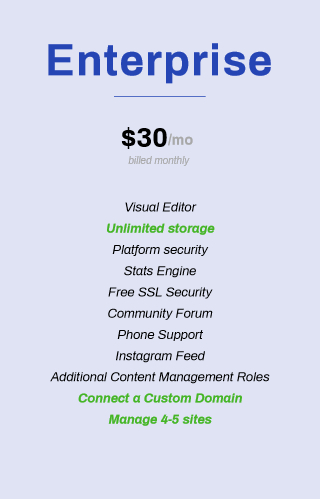 Enterprise
$30/mo
billed monthly
Visual Editor
Unlimited storage
Platform security
Stats Engine
Free SSL Security
Community Forum
Phone Support
Instagram Feed
Additional Content Management Roles
Connect a Custom Domain
Manage 4-5 sites